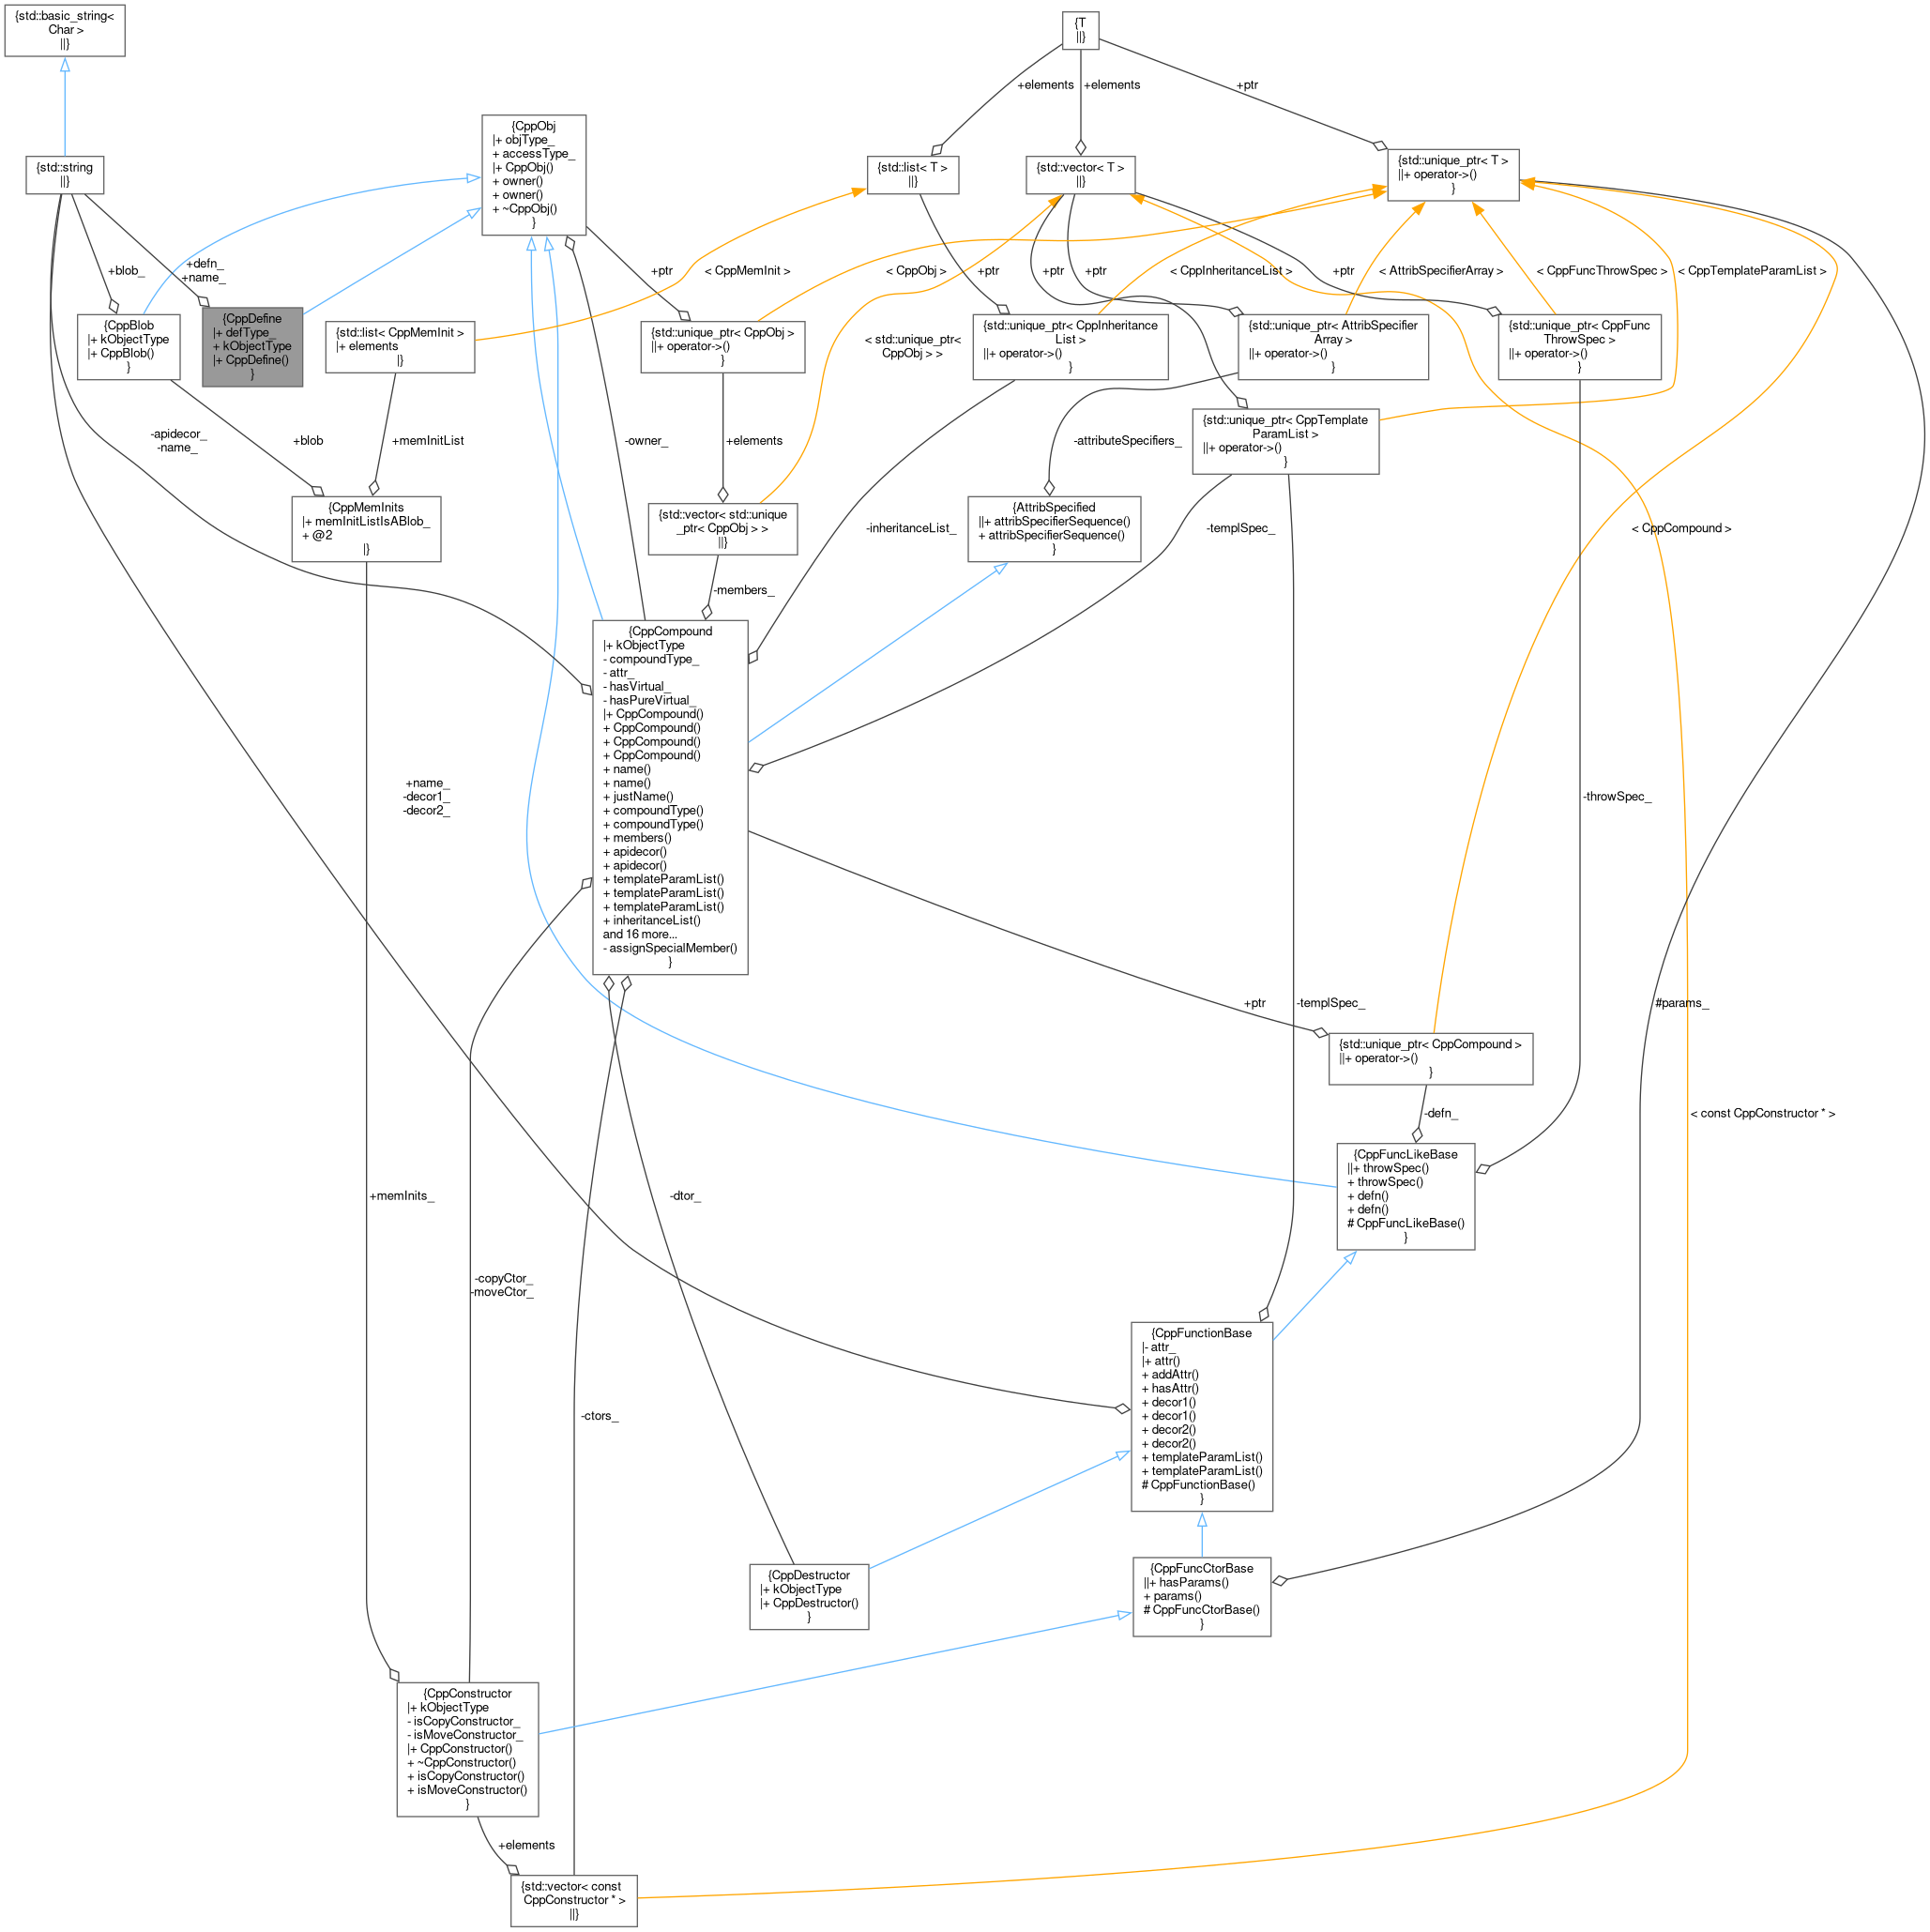 {std::basic_string<
Char >
||}
{T
||}
+elements
+elements
+ptr
{CppObj
|+ objType_
+ accessType_
|+ CppObj()
+ owner()
+ owner()
+ ~CppObj()
}
{std::string
||}
{std::list< T >
||}
{std::vector< T >
||}
{std::unique_ptr< T >
||+ operator->()
}
+blob_
+defn_
+name_
+ptr
< CppMemInit >
< CppObj >
+ptr
+ptr
+ptr
< CppInheritanceList >
+ptr
< AttribSpecifierArray >
< CppFuncThrowSpec >
< CppTemplateParamList >
{CppBlob
|+ kObjectType
|+ CppBlob()
}
{CppDefine
|+ defType_
+ kObjectType
|+ CppDefine()
}
{std::list< CppMemInit >
|+ elements
|}
{std::unique_ptr< CppObj >
||+ operator->()
}
< std::unique_ptr<
CppObj > >
{std::unique_ptr< CppInheritance
List >
||+ operator->()
}
{std::unique_ptr< AttribSpecifier
Array >
||+ operator->()
}
{std::unique_ptr< CppFunc
ThrowSpec >
||+ operator->()
}
-apidecor_
-name_
+blob
+memInitList
-owner_
+elements
-attributeSpecifiers_
{std::unique_ptr< CppTemplate
ParamList >
||+ operator->()
}
{CppMemInits
|+ memInitListIsABlob_
+ @2
|}
{std::vector< std::unique
_ptr< CppObj > >
||}
-inheritanceList_
{AttribSpecified
||+ attribSpecifierSequence()
+ attribSpecifierSequence()
}
-templSpec_
< CppCompound >
-members_
{CppCompound
|+ kObjectType
- compoundType_
- attr_
- hasVirtual_
- hasPureVirtual_
|+ CppCompound()
+ CppCompound()
+ CppCompound()
+ CppCompound()
+ name()
+ name()
+ justName()
+ compoundType()
+ compoundType()
+ members()
+ apidecor()
+ apidecor()
+ templateParamList()
+ templateParamList()
+ templateParamList()
+ inheritanceList()
and 16 more...
- assignSpecialMember()
}
+name_
-decor1_
-decor2_
-throwSpec_
+ptr
-templSpec_
#params_
{std::unique_ptr< CppCompound >
||+ operator->()
}
-defn_
< const CppConstructor * >
{CppFuncLikeBase
||+ throwSpec()
+ throwSpec()
+ defn()
+ defn()
# CppFuncLikeBase()
}
+memInits_
-dtor_
-copyCtor_
-moveCtor_
{CppFunctionBase
|- attr_
|+ attr()
+ addAttr()
+ hasAttr()
+ decor1()
+ decor1()
+ decor2()
+ decor2()
+ templateParamList()
+ templateParamList()
# CppFunctionBase()
}
-ctors_
{CppDestructor
|+ kObjectType
|+ CppDestructor()
}
{CppFuncCtorBase
||+ hasParams()
+ params()
# CppFuncCtorBase()
}
{CppConstructor
|+ kObjectType
- isCopyConstructor_
- isMoveConstructor_
|+ CppConstructor()
+ ~CppConstructor()
+ isCopyConstructor()
+ isMoveConstructor()
}
+elements
{std::vector< const
CppConstructor * >
||}